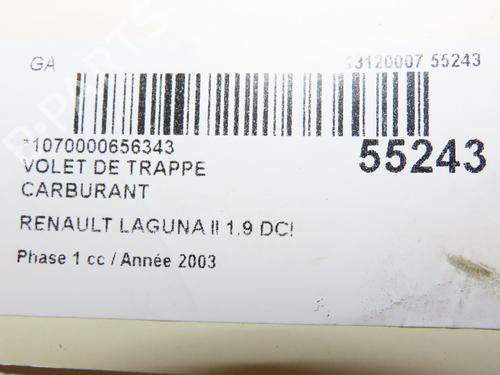 GA
13120007 55243
*1070000656343
55243
VOLET DE TRAPPE
CARBURANT
RENAULT LAGUNA II 1.9 DCI
Phase 1 cc / Année 2003